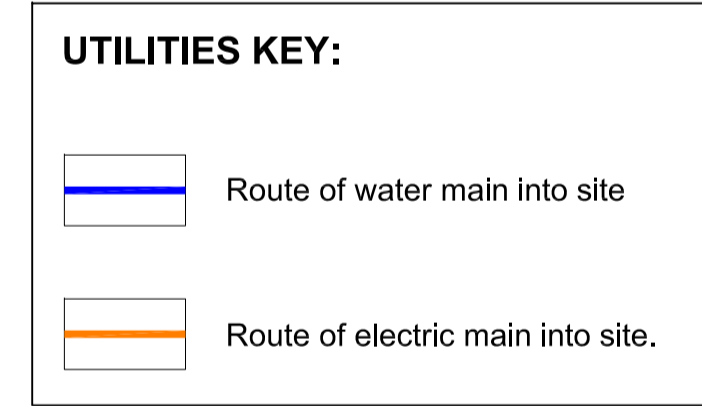 UTILITIES KEY:
Route of water main into site
Route of electric main into site.